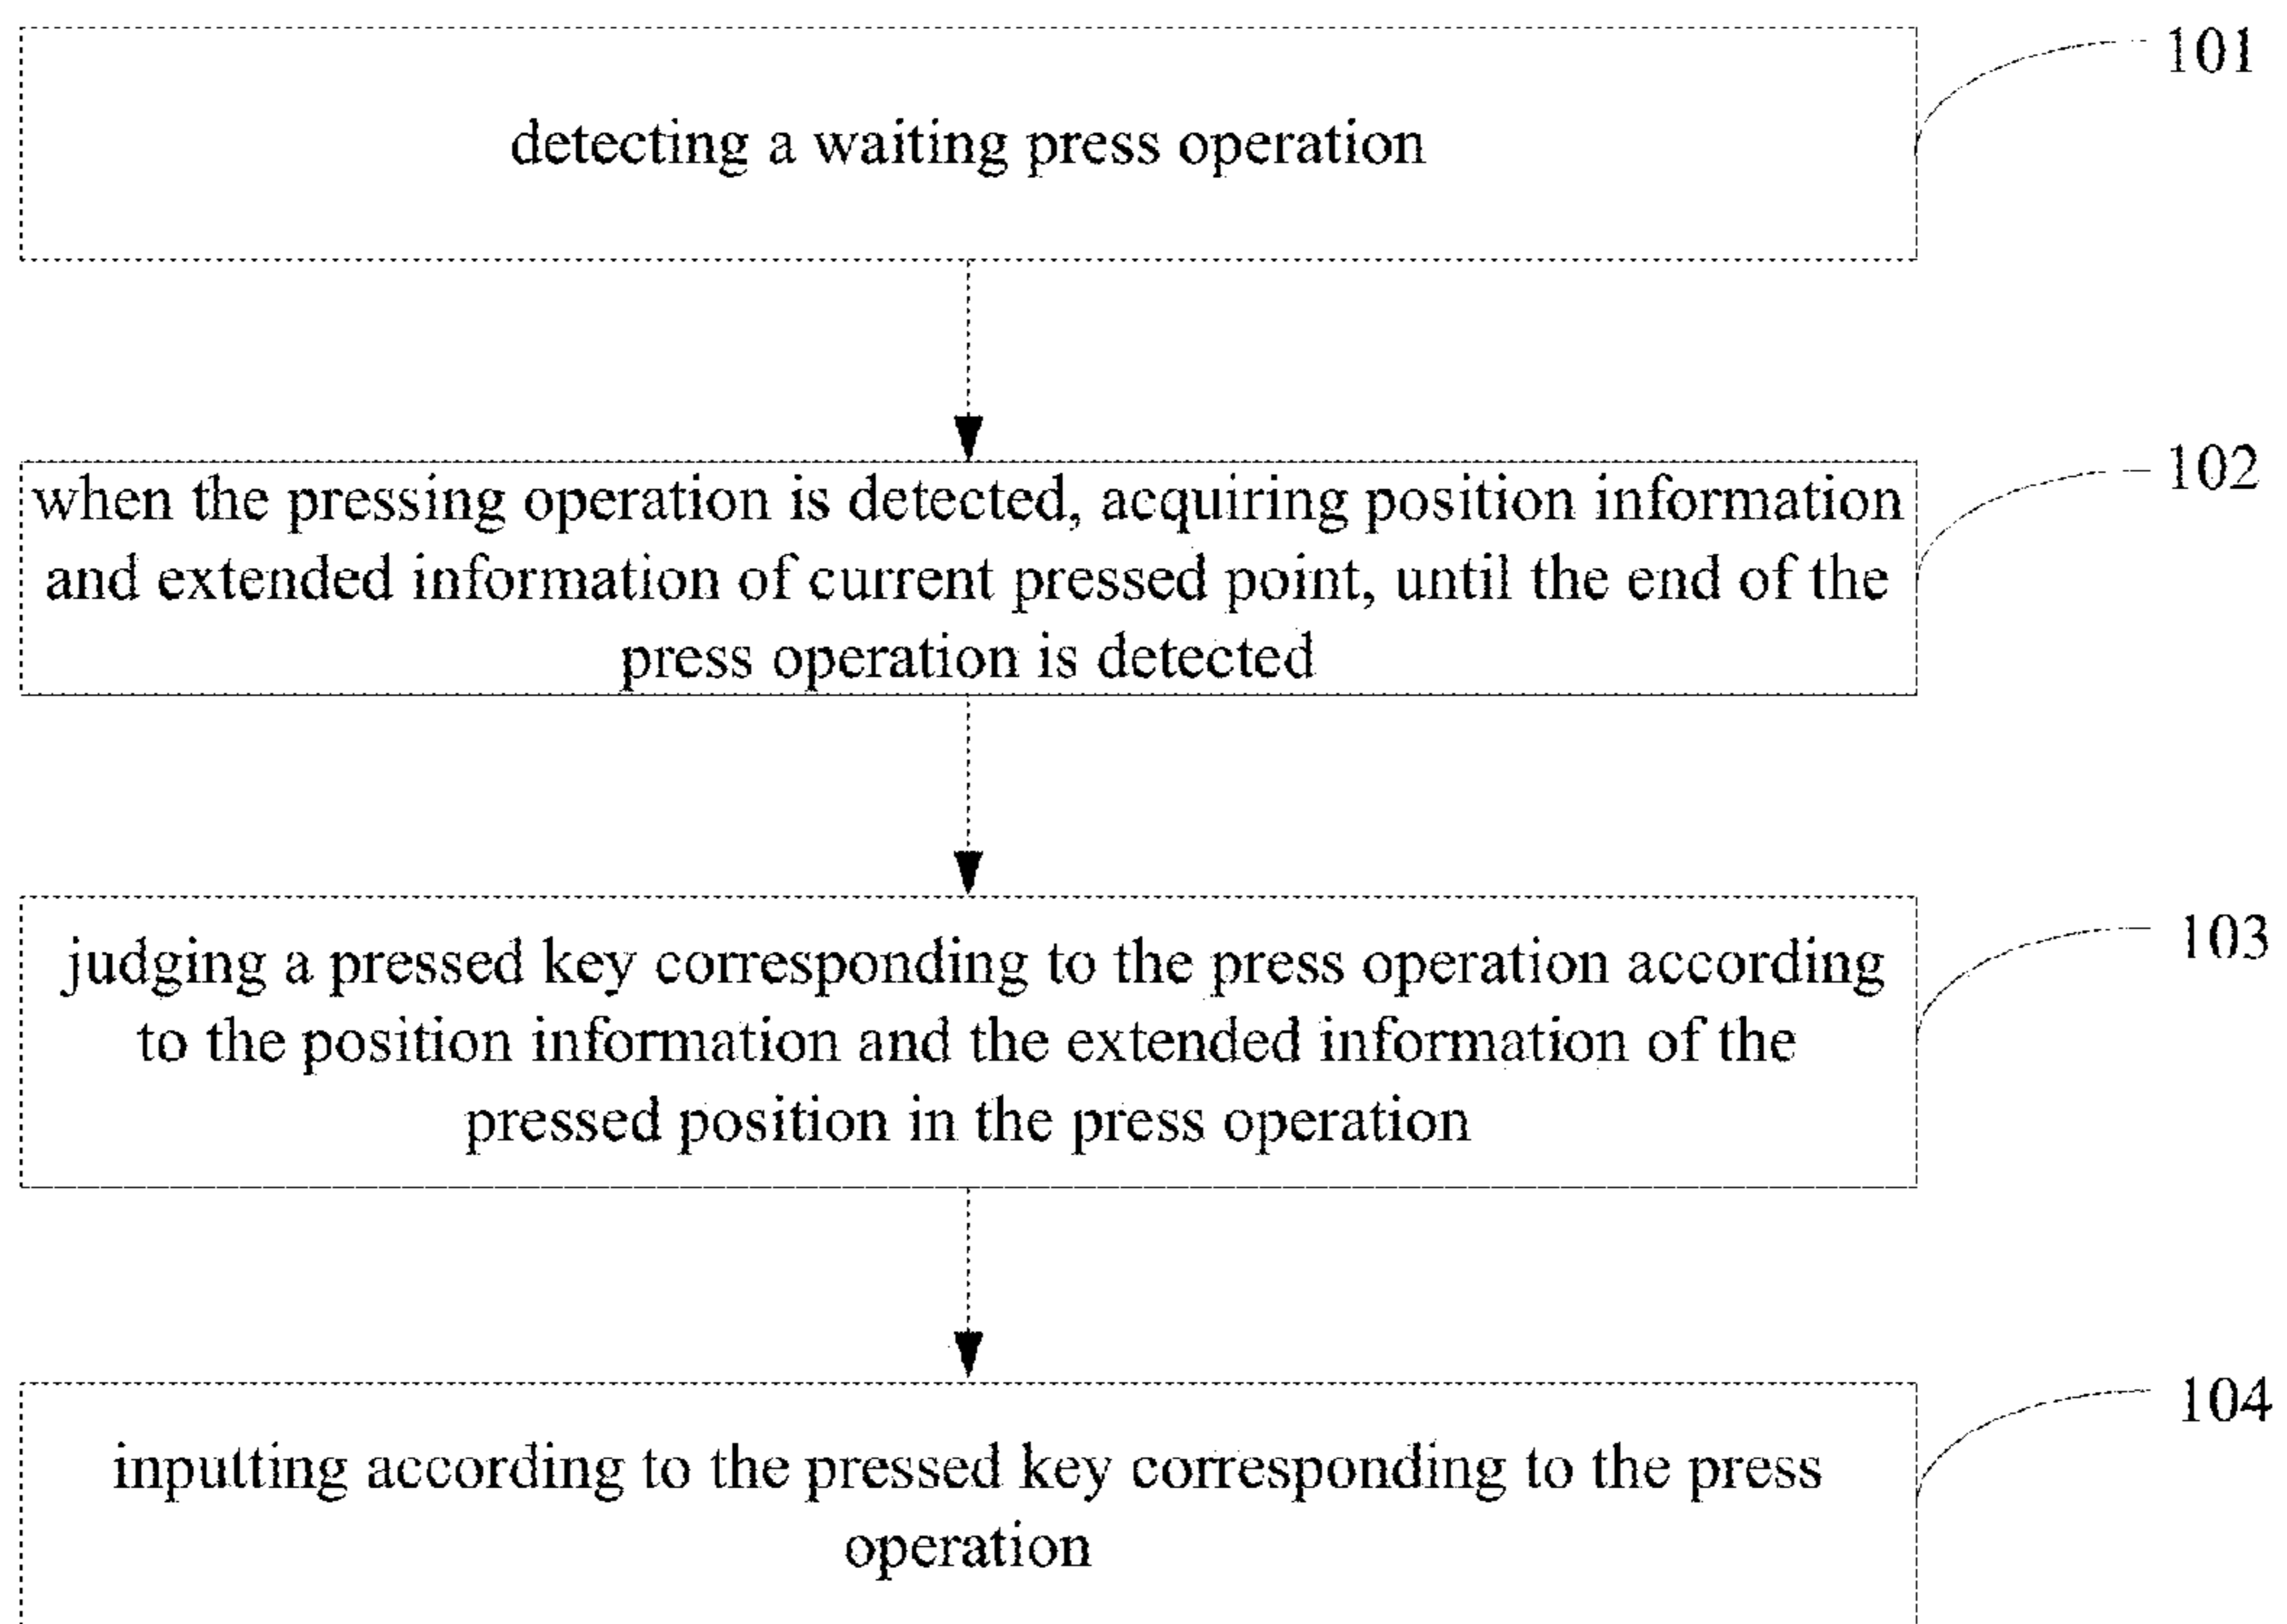 101
detecting a waiting press operation
102
when the pressing operation is detected, acquiring position information
and extended information of current pressed point, until the end of the
press operation is detected
103
judging a pressed key corresponding to the press operation according
to the position information and the extended information of the
pressed position in the press operation
104
inputting according to the pressed key corresponding to the press
operation